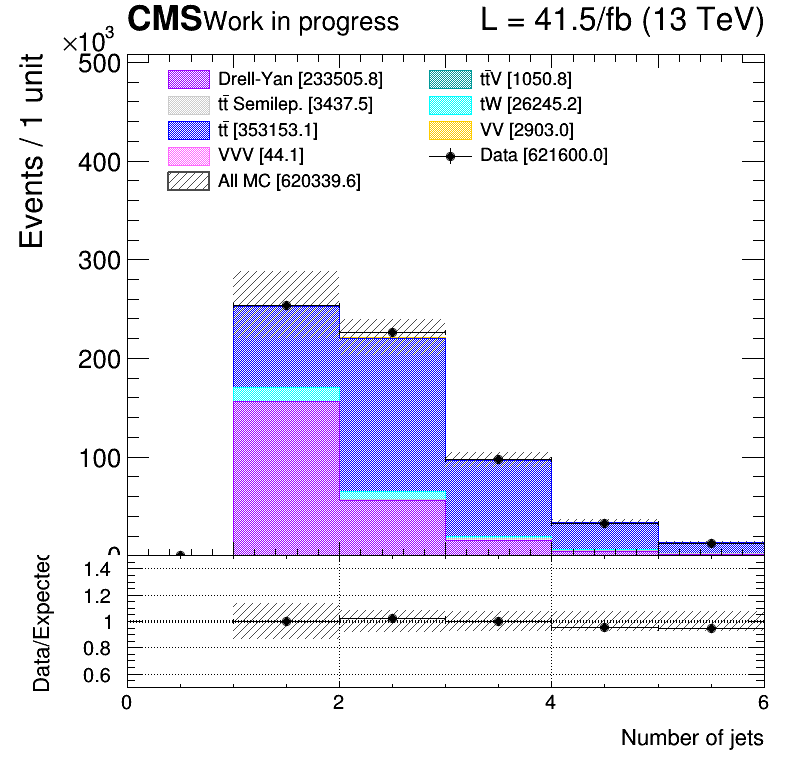 CMS Work in progress L = 41.5/fb (13 TeV)
×10³
Events / 1 unit
500
400
300
200
100
0
Drell-Yan [233505.8]
tt̄ Semilep. [3437.5]
tt̄ [353153.1]
VVV [44.1]
All MC [620339.6]
tt̄V [1050.8]
tW [26245.2]
VV [2903.0]
Data [621600.0]
Data/Expected
1.4
1.2
1
0.8
0.6
0 2 4 6
Number of jets